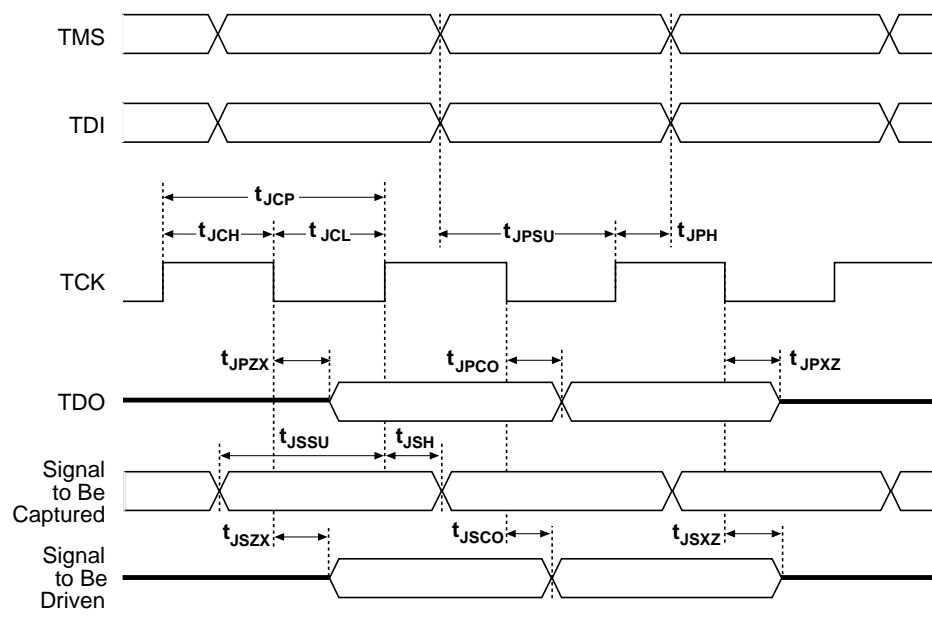 TMS
TDI
tJCP
tJCH
tJCL
tJPSU
tJPH
TCK
tJPZX
tJPCO
tJPXZ
TDO
tJSSU
tJSH
Signal
to Be
Captured
tJSZX
tJSCO
tJSXZ
Signal
to Be
Driven